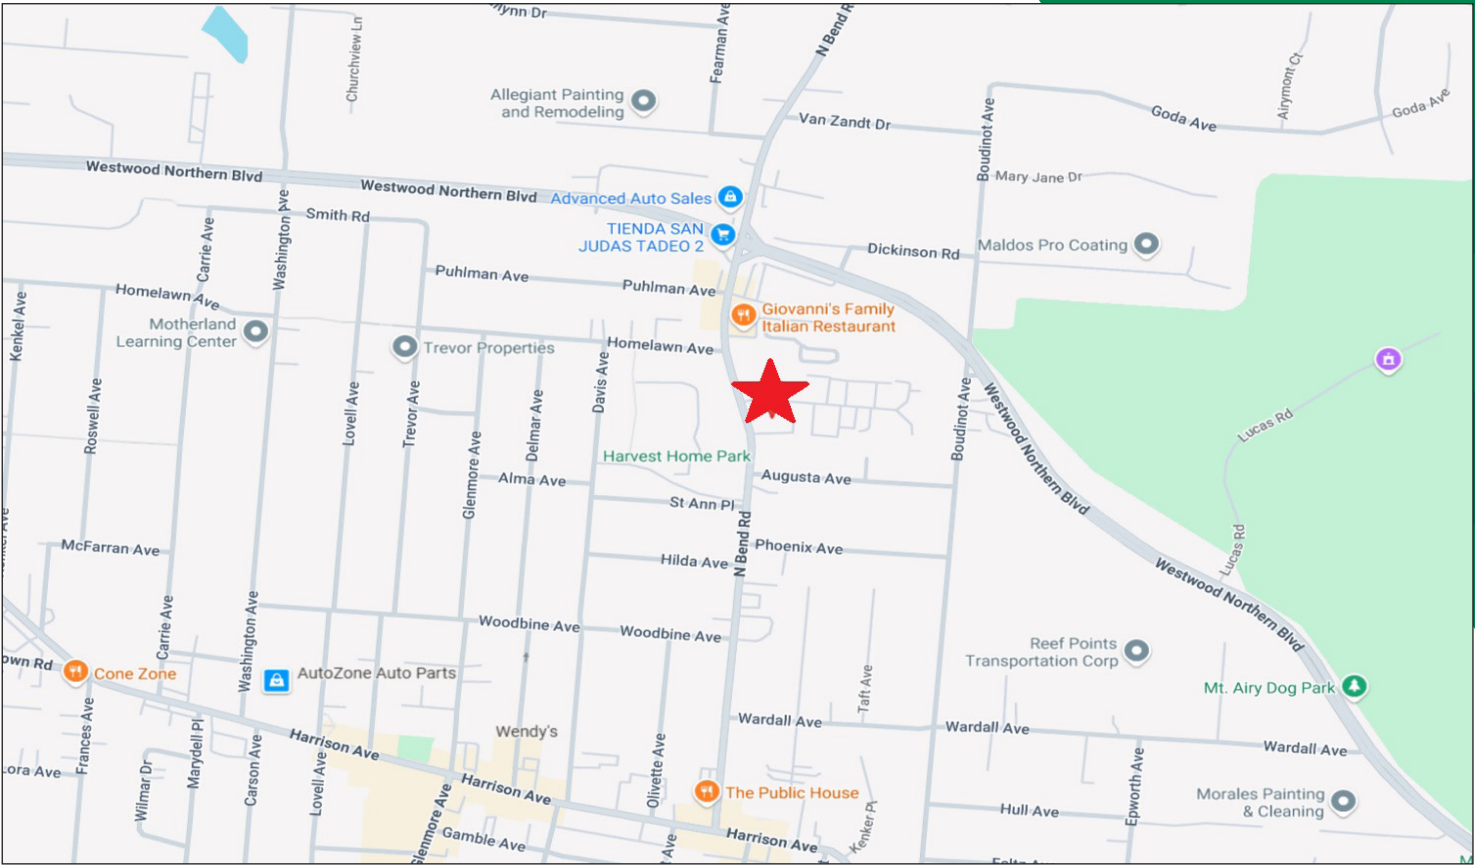 Fearman Ave
N Bend R
Churchview Ln
Airymont Ct
Allegiant Painting
and Remodeling
Goda Ave
Goda Ave
Van Zandt Dr
Boudinot Ave
Westwood Northern Blvd
Westwood Northern Blvd
Mary Jane Dr
Advanced Auto Sales
Smith Rd
Washington Ave
Carrie Ave
TIENDA SAN
JUDAS TADEO 2
Dickinson Rd
Maldos Pro Coating
Puhlman Ave
Puhlman Ave
Homelawn Ave
Giovanni's Family
Italian Restaurant
Kenkel Ave
Motherland
Learning Center
Trevor Properties
Homelawn Ave
Roswell Ave
Lovell Ave
Trevor Ave
Davis Ave
Delmar Ave
Glenmore Ave
Boudinot Ave
Westwood Northern Blvd
Lucas Rd
Harvest Home Park
Alma Ave
Augusta Ave
St Ann Pl
N Bend Rd
McFarran Ave
Phoenix Ave
Hilda Ave
Lucas Rd
Westwood Northern Blvd
Carrie Ave
Washington Ave
Woodbine Ave
Woodbine Ave
Reef Points
Transportation Corp
own Rd
Cone Zone
AutoZone Auto Parts
Taft Ave
Mt. Airy Dog Park
Frances Ave
Marydell Pl
Wendy's
Wardall Ave
Wardall Ave
Wardall Ave
Harrison Ave
Lora Ave
Wilmar Dr
Carson Ave
Lovell Ave
Harrison Ave
Olivette Ave
The Public House
Epworth Ave
Morales Painting
& Cleaning
Hull Ave
Glenmore Ave
Gamble Ave
Harrison Ave
Kenker Pl